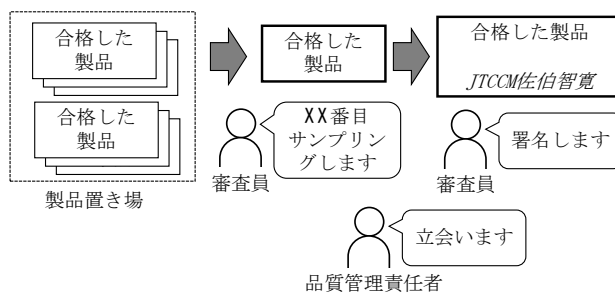 合格した
製品
合格した
製品
製品置き場
合格した
製品
合格した製品
JTCCM佐伯智寛
XX番目
サンプリン
グします
審査員
署名します
審査員
立会います
品質管理責任者